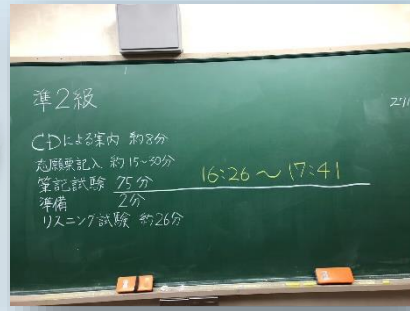 準2級
CDによる案内 約8分
志願票記入 約15~30分
筆記試験 75分 16:26~17:41
準備 2分
リスニング試験 約26分